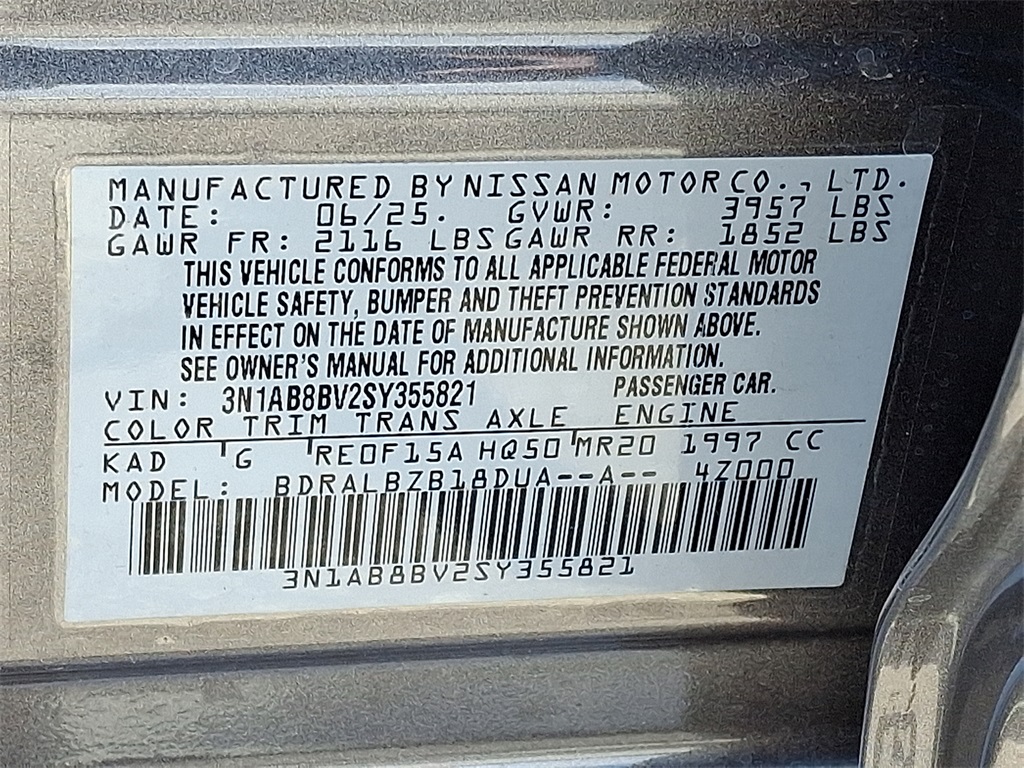 MANUFACTURED BY NISSAN MOTOR CO., LTD.
DATE: 06/25. GVWR: 3957 LBS
GAWR FR: 2116 LBS GAWR RR: 1852 LBS
THIS VEHICLE CONFORMS TO ALL APPLICABLE FEDERAL MOTOR
VEHICLE SAFETY, BUMPER AND THEFT PREVENTION STANDARDS
IN EFFECT ON THE DATE OF MANUFACTURE SHOWN ABOVE.
SEE OWNER'S MANUAL FOR ADDITIONAL INFORMATION.
VIN: 3N1AB8BV2SY355821 PASSENGER CAR.
COLOR TRIM TRANS AXLE ENGINE
KAD G RE0F15A HQ50 MR20 1997 CC
MODEL: BDRALBZB18DUA--A-- 4Z000
3N1AB8BV2SY355821